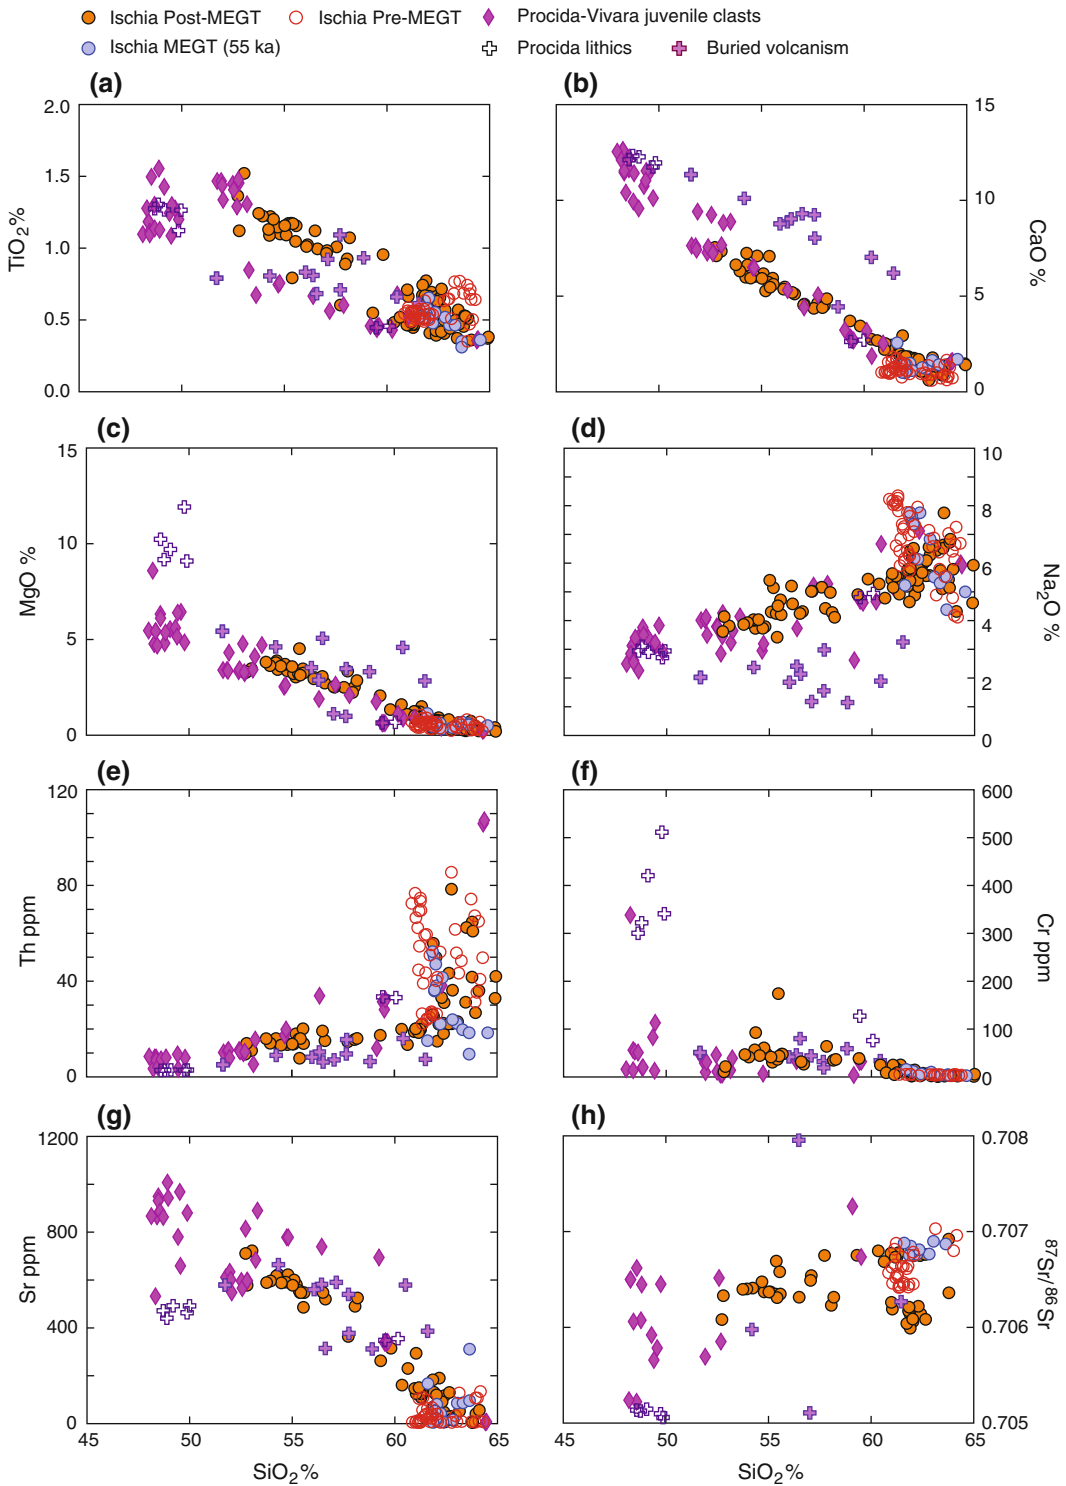 Ischia Post-MEGT Ischia Pre-MEGT Procida-Vivara juvenile clasts
Ischia MEGT (55 ka) Procida lithics Buried volcanism
(a) (b)
2.0
1.5
1.0
0.5
0.0
TiO2%
15
10
5
0
CaO %
(c) (d)
15
10
5
0
MgO %
10
8
6
4
2
0
Na2O %
(e) (f)
120
80
40
0
Th ppm
600
500
400
300
200
100
0
Cr ppm
(g) (h)
1200
800
400
0
Sr ppm
0.708
0.707
0.706
0.705
87Sr/86Sr
45 50 55 60 45 50 55 60 65
SiO2% SiO2%